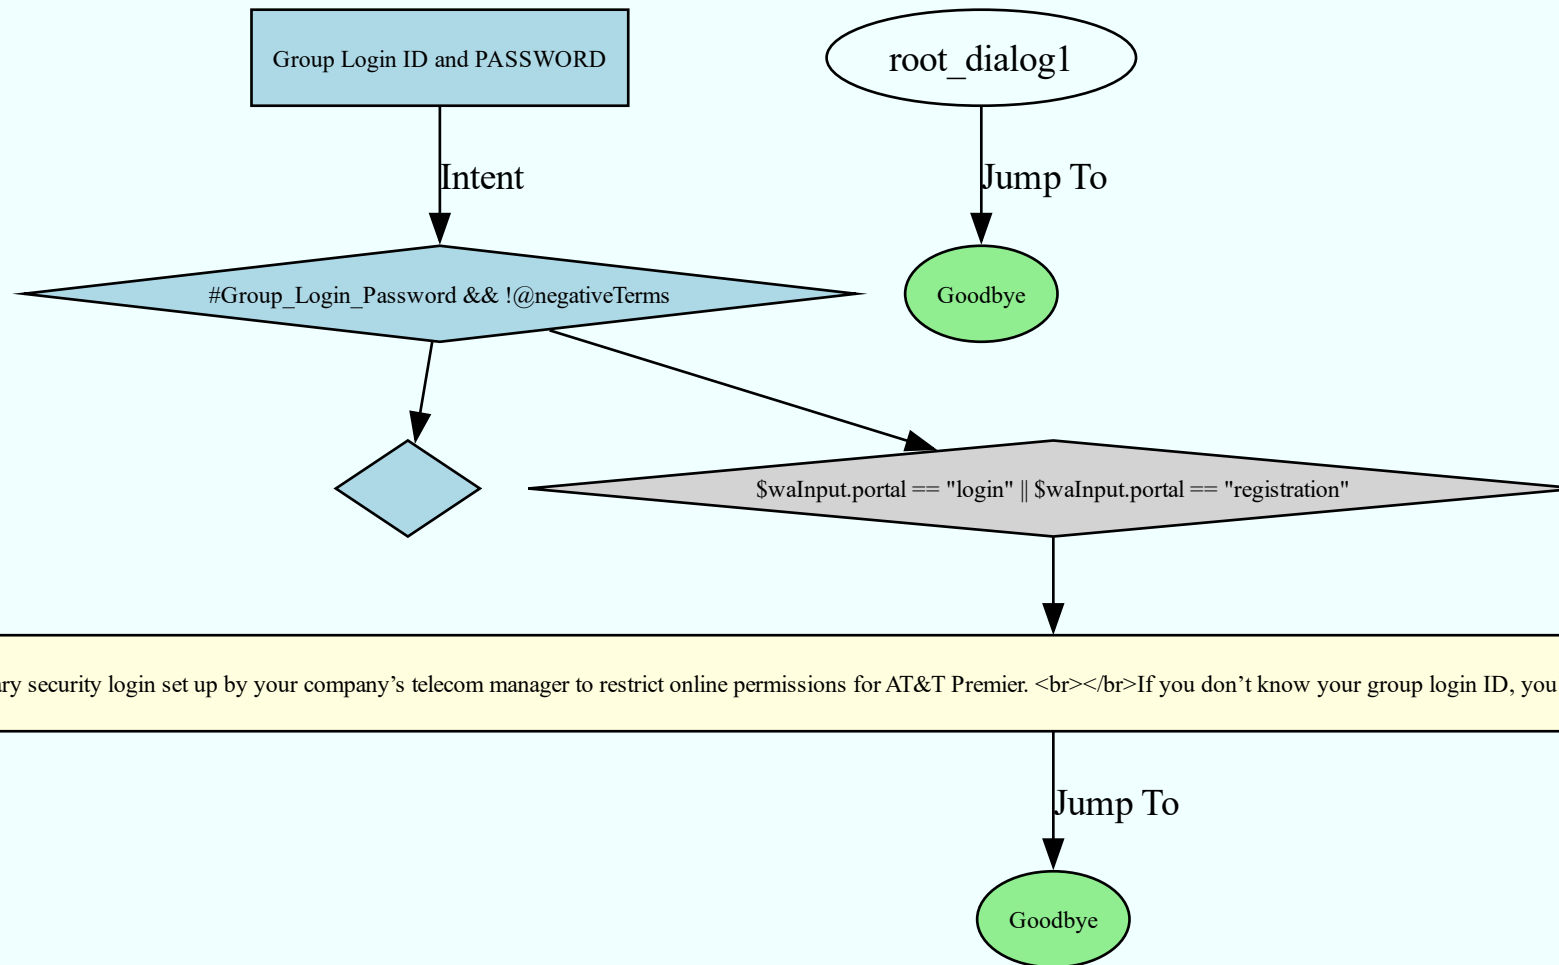 Group Login ID and PASSWORD
root_dialog1
Intent
Jump To
#Group_Login_Password && !@negativeTerms
Goodbye
$waInput.portal == "login" || $waInput.portal == "registration"
security login set up by your company’s telecom manager to restrict online permissions for AT&T Premier. <br></br>If you don’t know your group login ID, you
Jump To
Goodbye